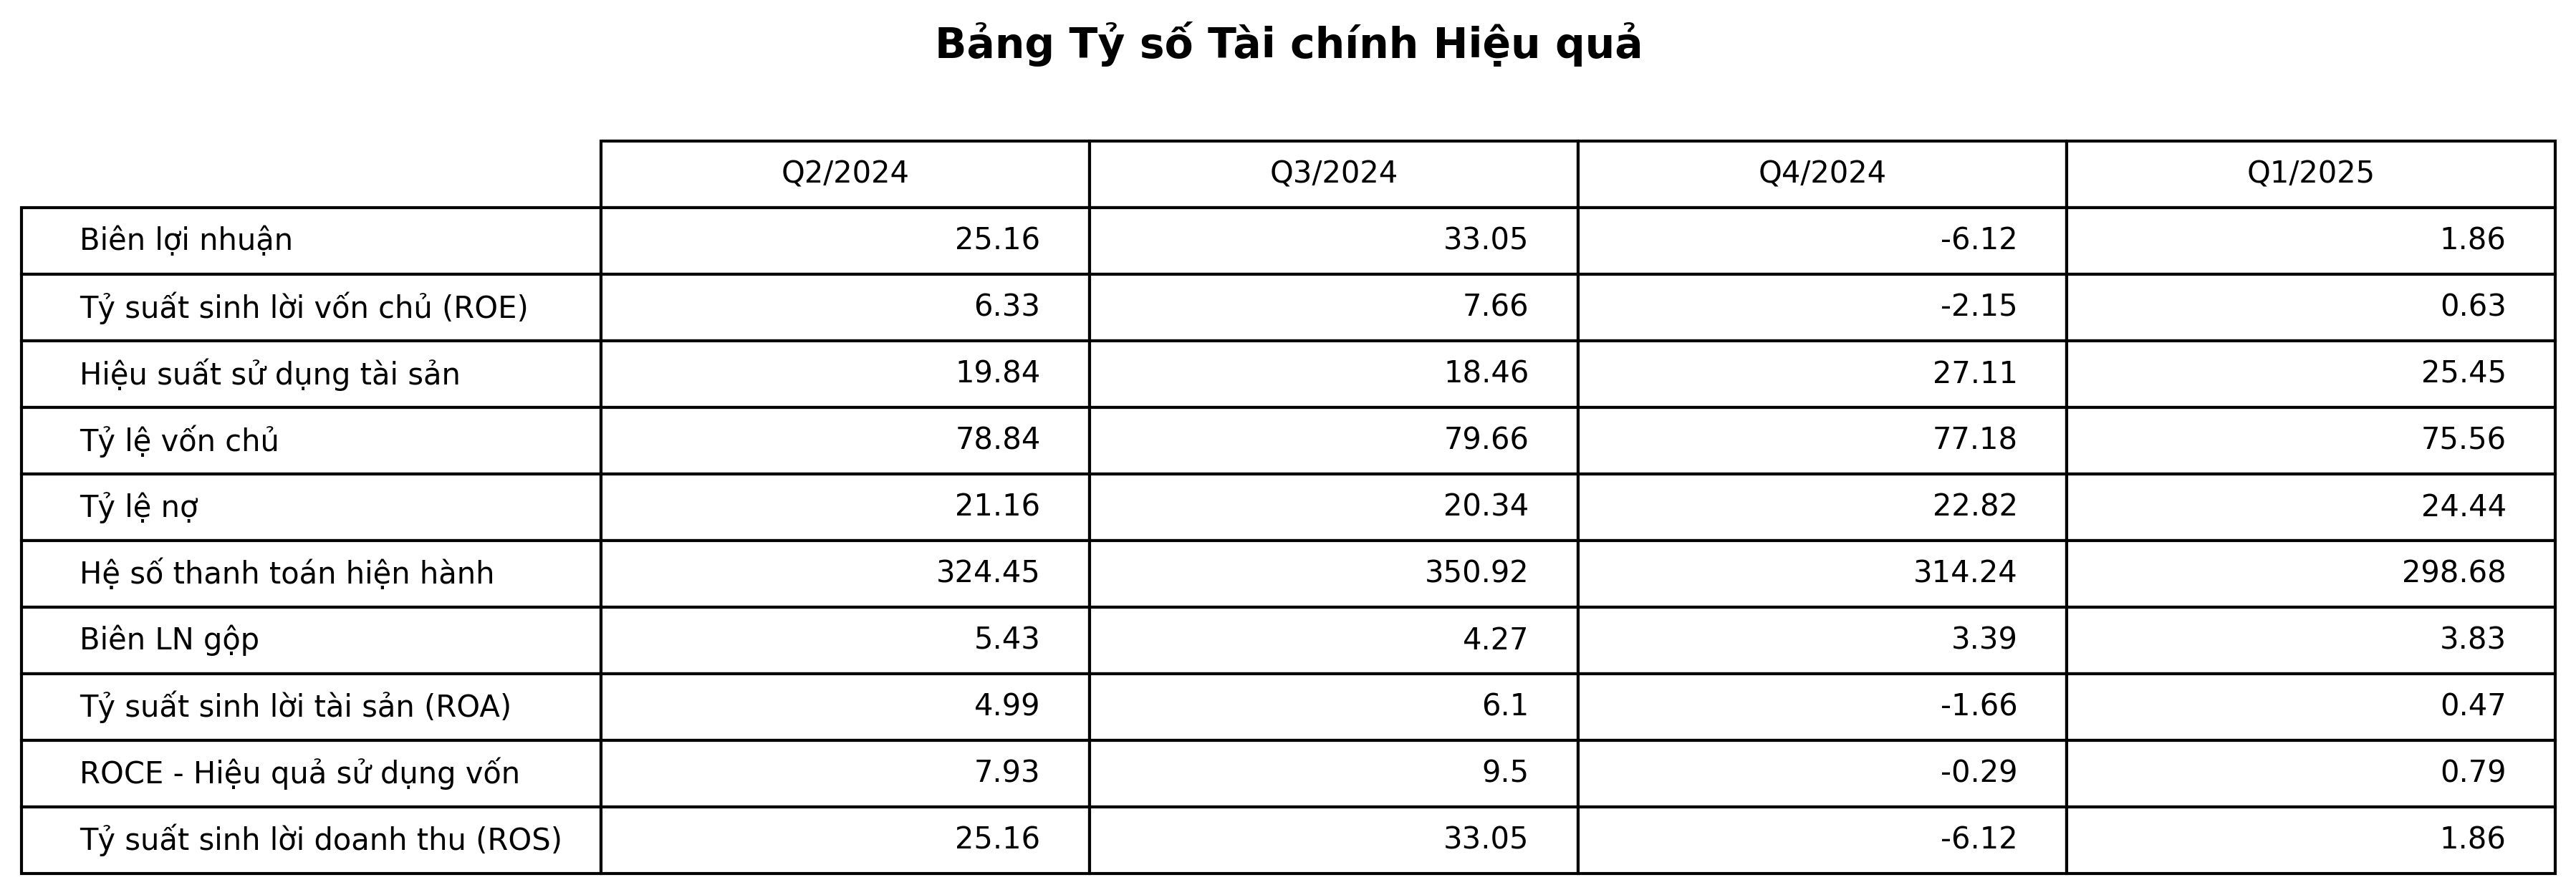 Bảng Tỷ số Tài chính Hiệu quả
Q2/2024 Q3/2024 Q4/2024 Q1/2025
Biên lợi nhuận 25.16 33.05 -6.12 1.86
Tỷ suất sinh lời vốn chủ (ROE) 6.33 7.66 -2.15 0.63
Hiệu suất sử dụng tài sản 19.84 18.46 27.11 25.45
Tỷ lệ vốn chủ 78.84 79.66 77.18 75.56
Tỷ lệ nợ 21.16 20.34 22.82 24.44
Hệ số thanh toán hiện hành 324.45 350.92 314.24 298.68
Biên LN gộp 5.43 4.27 3.39 3.83
Tỷ suất sinh lời tài sản (ROA) 4.99 6.1 -1.66 0.47
ROCE - Hiệu quả sử dụng vốn 7.93 9.5 -0.29 0.79
Tỷ suất sinh lời doanh thu (ROS) 25.16 33.05 -6.12 1.86